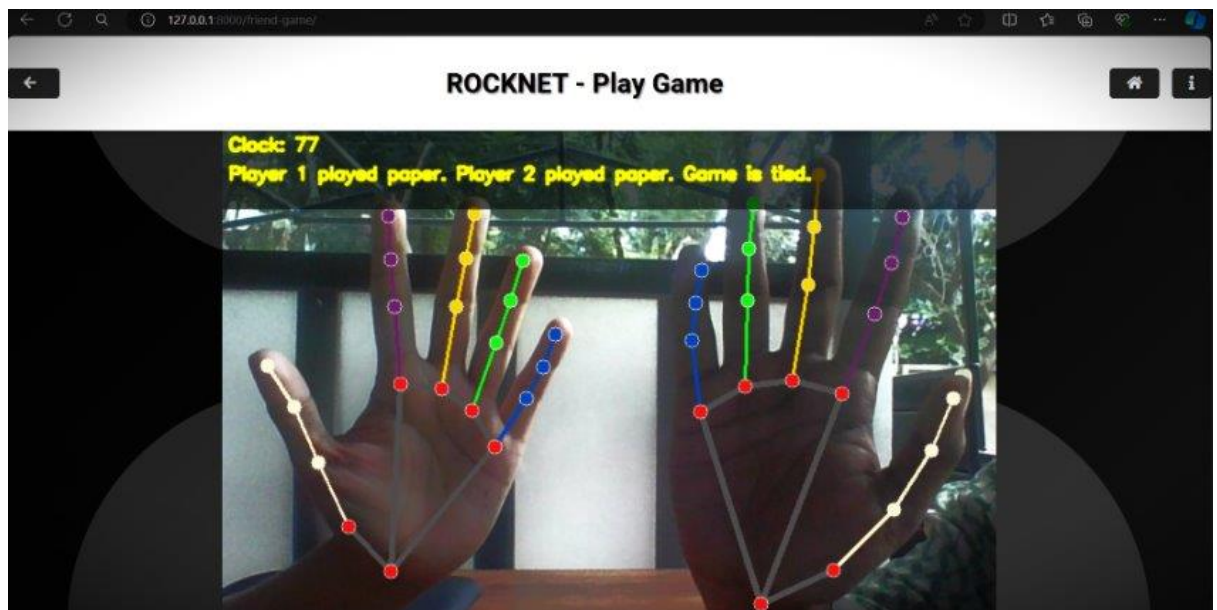 127.0.0.1:8000/friend-game/
ROCKNET - Play Game
Clock: 77
Player 1 played paper. Player 2 played paper. Game is tied.